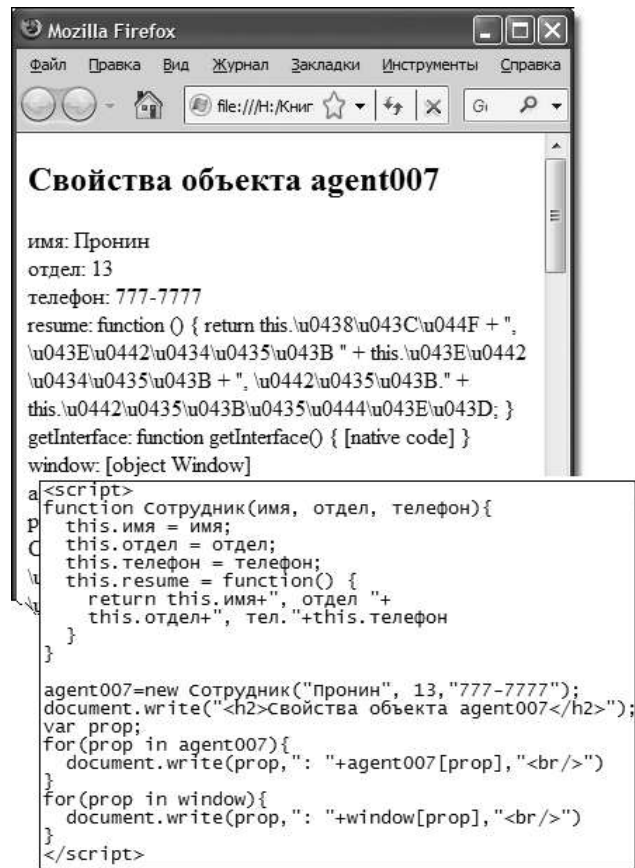 Mozilla Firefox
Файл Правка Вид Журнал Закладки Инструменты Справка
file:///H:/Книг
Свойства объекта agent007
имя: Пронин
отдел: 13
телефон: 777-7777
resume: function () { return this.\u0438\u043C\u044F + ",
\u043E\u0442\u0434\u0435\u043B " + this.\u043E\u0442
\u0434\u0435\u043B + ", \u0442\u0435\u043B." +
this.\u0442\u0435\u043B\u0435\u0444\u043E\u043D; }
getInterface: function getInterface() { [native code] }
window: [object Window]
<script>
function Сотрудник(имя, отдел, телефон){
  this.имя = имя;
  this.отдел = отдел;
  this.телефон = телефон;
  this.resume = function() {
    return this.имя+", отдел "+
    this.отдел+", тел."+this.телефон
  }
}
agent007=new Сотрудник("Пронин", 13,"777-7777");
document.write("<h2>Свойства объекта agent007</h2>");
var prop;
for(prop in agent007){
  document.write(prop,": "+agent007[prop],"<br/>")
}
for(prop in window){
  document.write(prop,": "+window[prop],"<br/>")
}
</script>